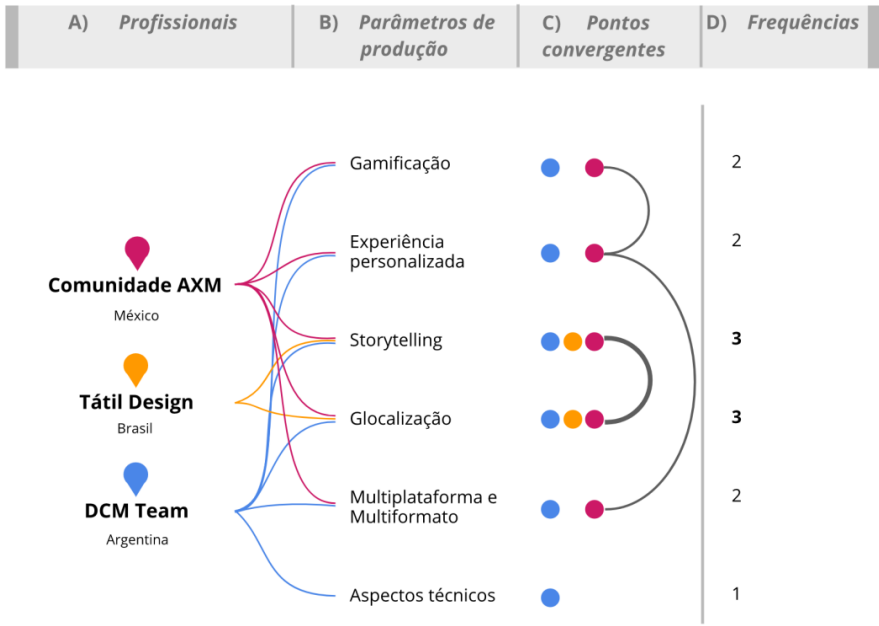 A) Profissionais
B) Parâmetros de
produção
C) Pontos
convergentes
D) Frequências
Comunidade AXM
México
Tátil Design
Brasil
DCM Team
Argentina
Gamificação
2
Experiência
personalizada
2
Storytelling
3
Glocalização
3
Multiplataforma e
Multiformato
2
Aspectos técnicos
1